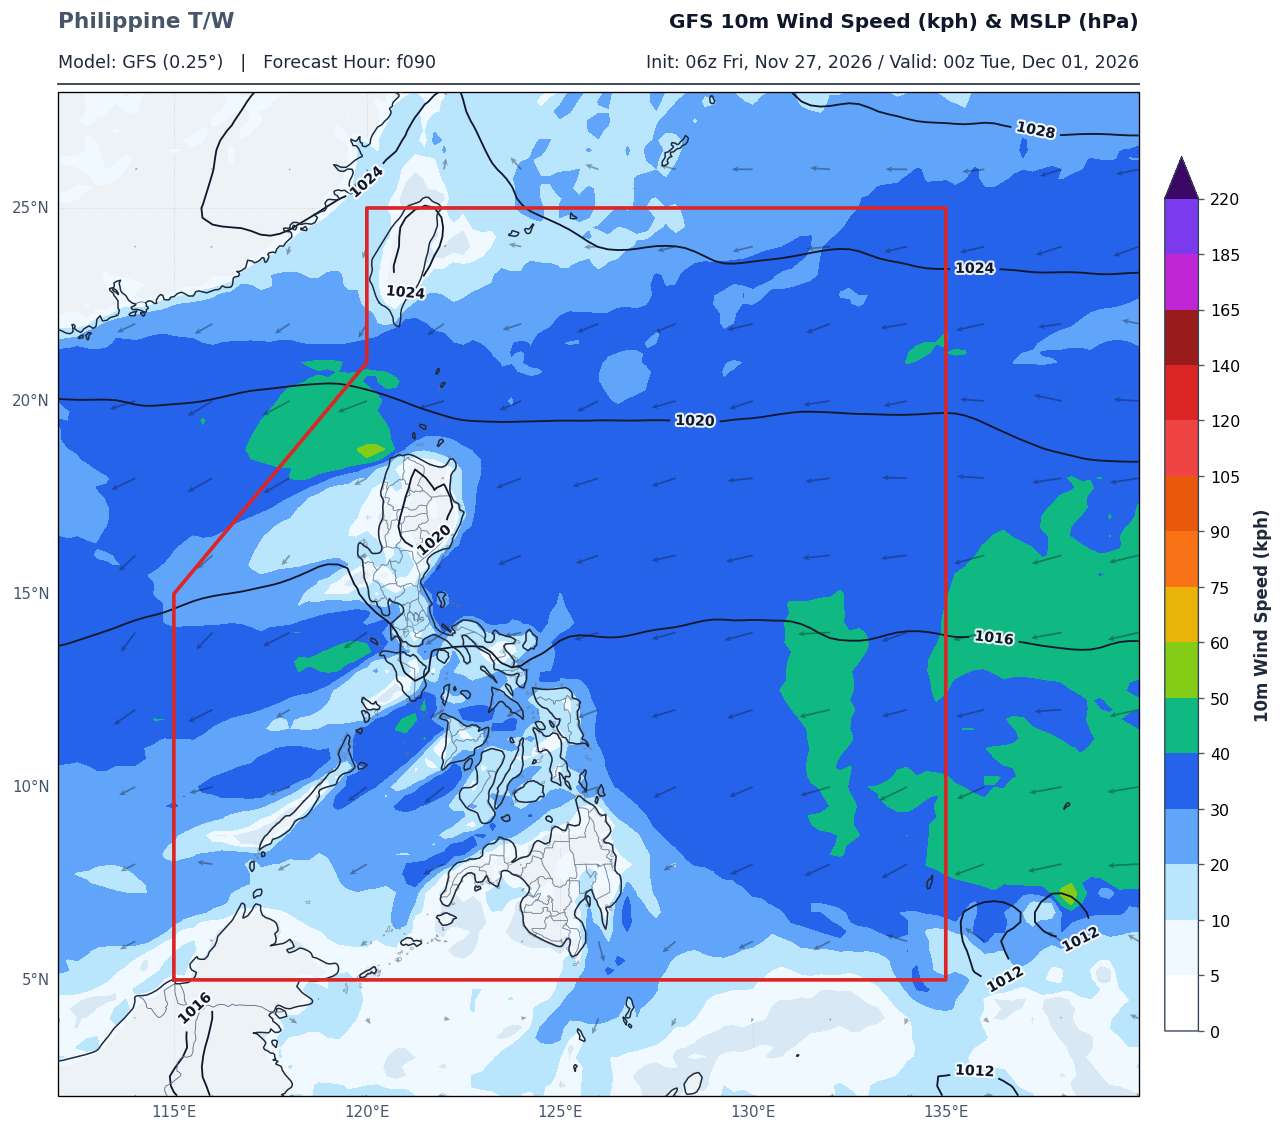 Philippine T/W
GFS 10m Wind Speed (kph) & MSLP (hPa)
Model: GFS (0.25°)   |   Forecast Hour: f090
Init: 06z Fri, Nov 27, 2026 / Valid: 00z Tue, Dec 01, 2026
1028
1024
1024
1024
1020
1020
1016
1016
1012
1012
1012
25°N
20°N
15°N
10°N
5°N
115°E
120°E
125°E
130°E
135°E
220
185
165
140
120
105
90
75
60
50
40
30
20
10
5
0
10m Wind Speed (kph)